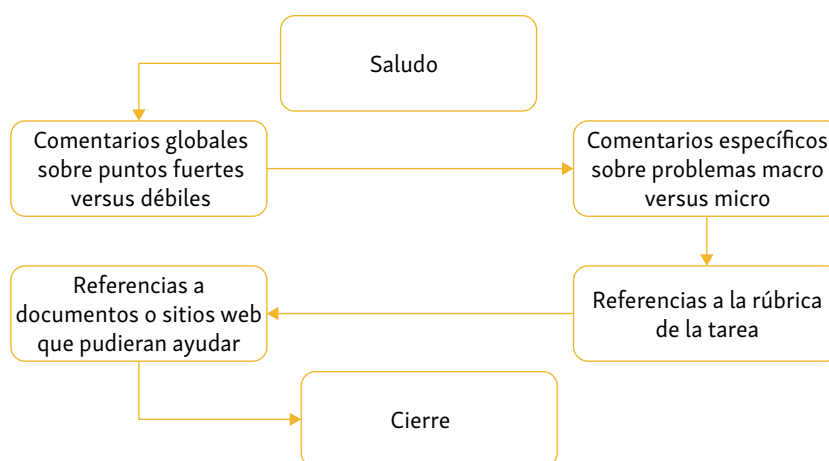 Saludo
Comentarios globales
sobre puntos fuertes
versus débiles
Comentarios específicos
sobre problemas macro
versus micro
Referencias a la rúbrica
de la tarea
Referencias a
documentos o sitios web
que pudieran ayudar
Cierre